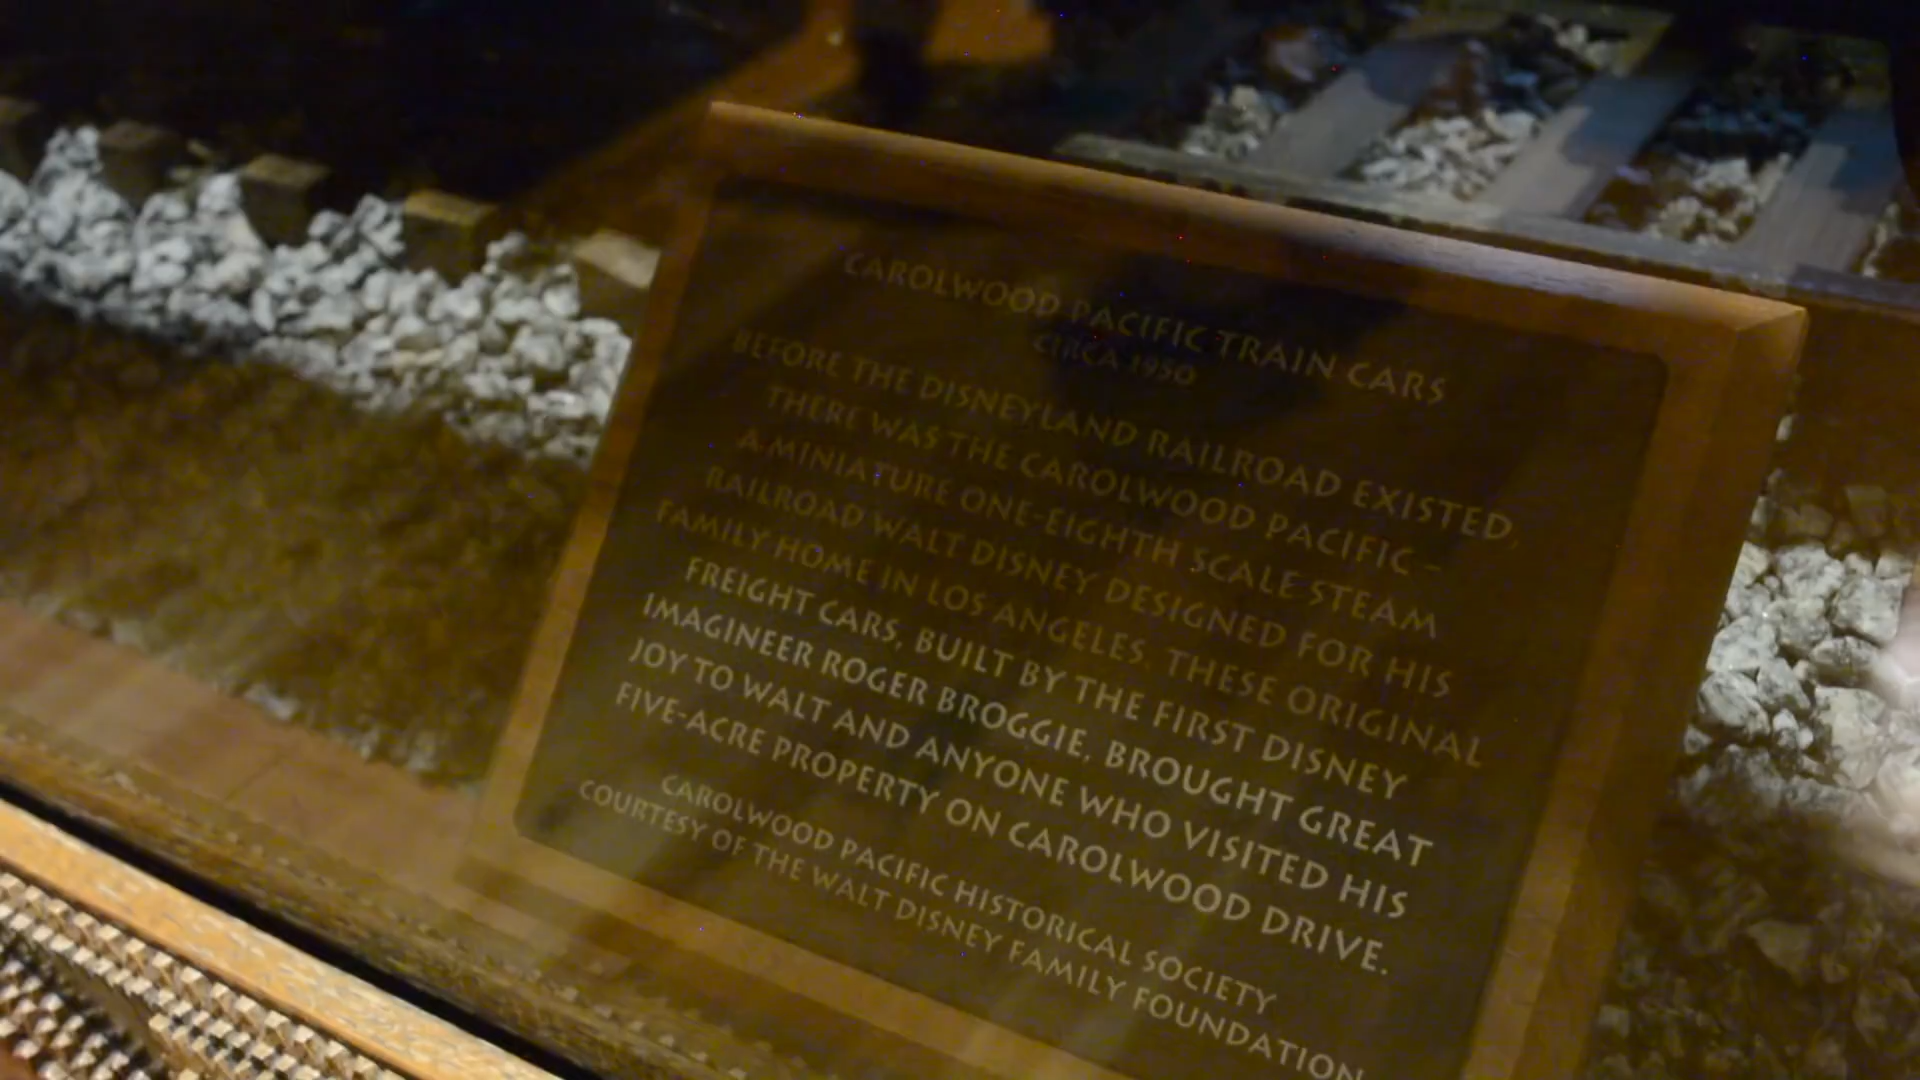 CAROLWOOD PACIFIC TRAIN CARS
CIRCA 1950
BEFORE THE DISNEYLAND RAILROAD EXISTED,
THERE WAS THE CAROLWOOD PACIFIC –
A MINIATURE ONE-EIGHTH SCALE STEAM
RAILROAD WALT DISNEY DESIGNED FOR HIS
FAMILY HOME IN LOS ANGELES. THESE ORIGINAL
FREIGHT CARS, BUILT BY THE FIRST DISNEY
IMAGINEER ROGER BROGGIE, BROUGHT GREAT
JOY TO WALT AND ANYONE WHO VISITED HIS
FIVE-ACRE PROPERTY ON CAROLWOOD DRIVE.
CAROLWOOD PACIFIC HISTORICAL SOCIETY
COURTESY OF THE WALT DISNEY FAMILY FOUNDATION